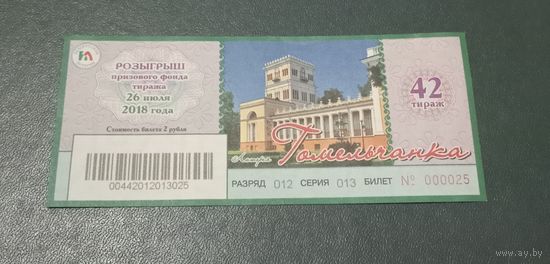 РОЗЫГРЫШ
призового фонда
тиража
26 июля
2018 года
Стоимость билета 2 рубля
00442012013025
42
тираж
Лотерея
Гомельчанка
РАЗРЯД 012 СЕРИЯ 013 БИЛЕТ № 000025
www.ay.by